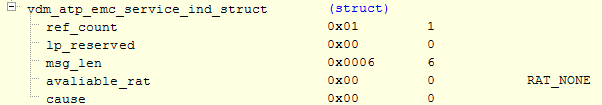 vdm_atp_emc_service_ind_struct (struct)
ref_count 0x01 1
lp_reserved 0x00 0
msg_len 0x0006 6
avaliable_rat 0x00 0 RAT_NONE
cause 0x00 0